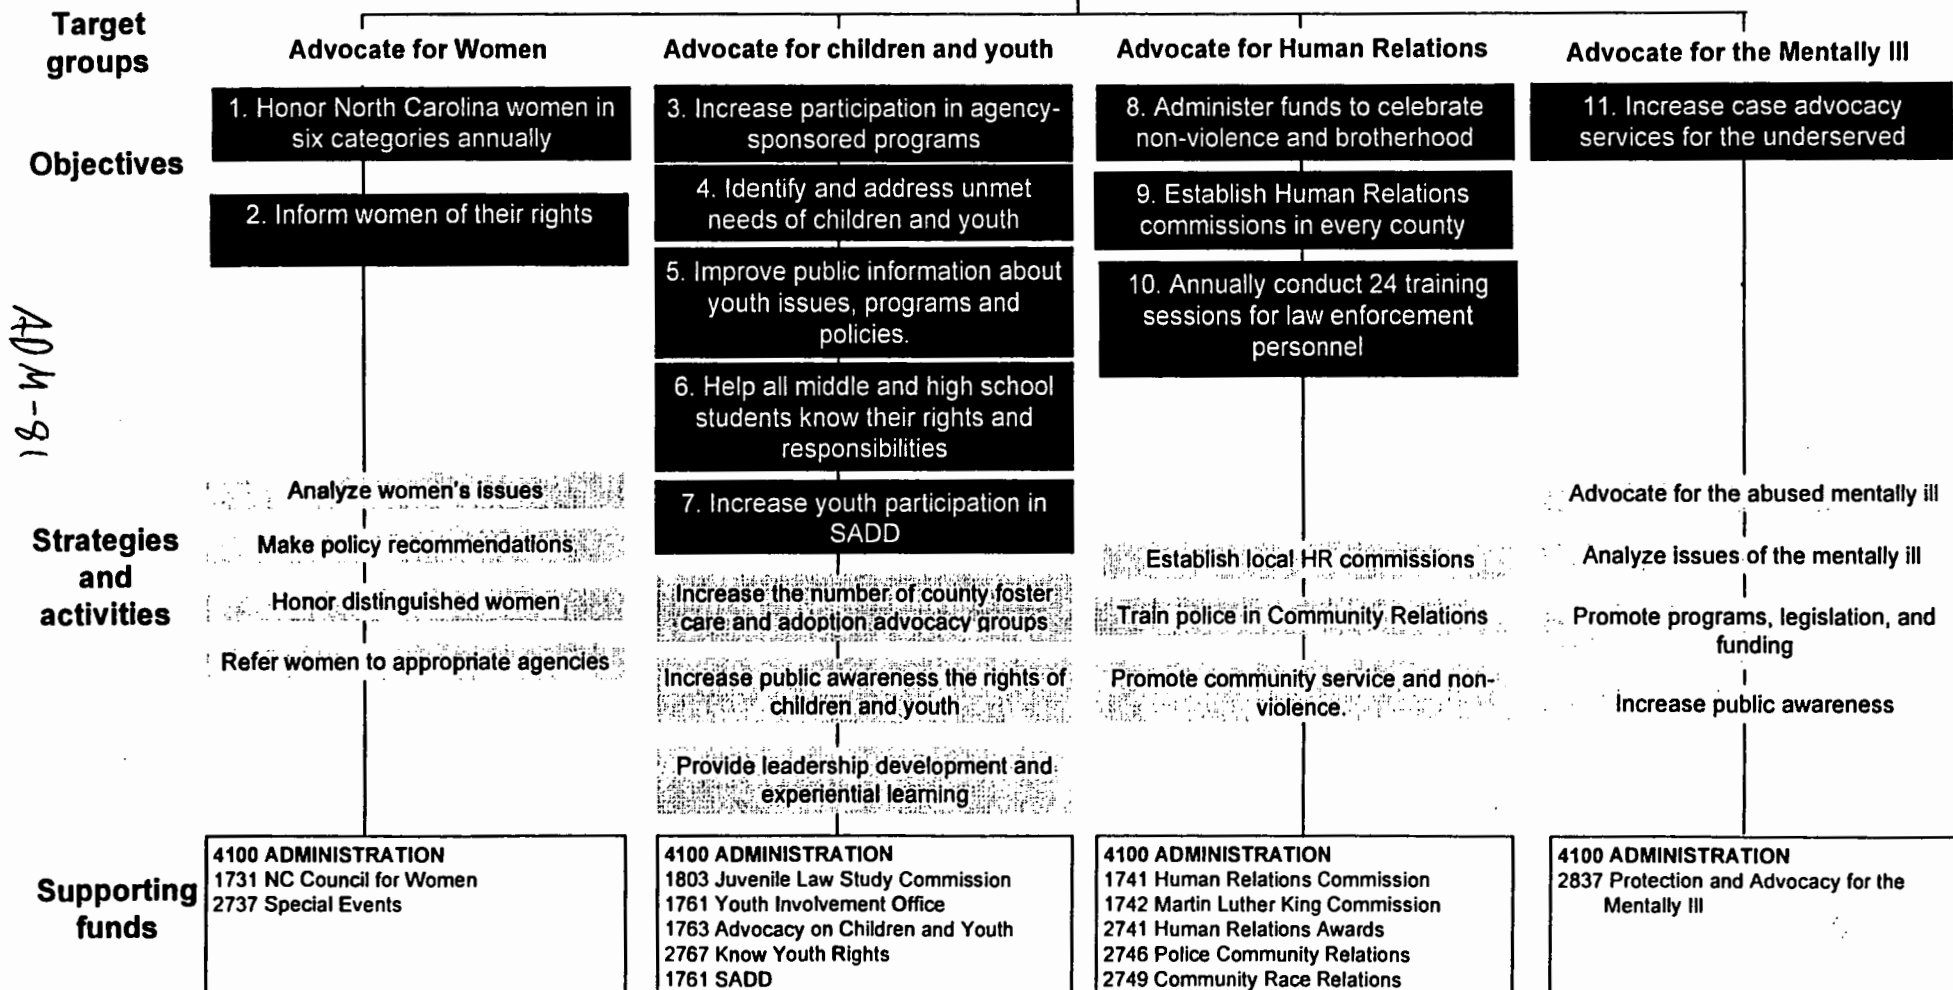 Target
groups
Advocate for Women
Advocate for children and youth
Advocate for Human Relations
Advocate for the Mentally Ill
Objectives
1. Honor North Carolina women in
six categories annually
2. Inform women of their rights
3. Increase participation in agency-
sponsored programs
4. Identify and address unmet
needs of children and youth
5. Improve public information about
youth issues, programs and
policies.
6. Help all middle and high school
students know their rights and
responsibilities
7. Increase youth participation in
SADD
8. Administer funds to celebrate
non-violence and brotherhood
9. Establish Human Relations
commissions in every county
10. Annually conduct 24 training
sessions for law enforcement
personnel
11. Increase case advocacy
services for the underserved
ADM-81
Strategies
and
activities
Analyze women's issues
Make policy recommendations
Honor distinguished women
Refer women to appropriate agencies
Increase the number of county foster
care and adoption advocacy groups
Increase public awareness the rights of
children and youth
Provide leadership development and
experiential learning
Establish local HR commissions
Train police in Community Relations
Promote community service and non-
violence.
Advocate for the abused mentally ill
Analyze issues of the mentally ill
Promote programs, legislation, and
funding
Increase public awareness
Supporting
funds
4100 ADMINISTRATION
1731 NC Council for Women
2737 Special Events
4100 ADMINISTRATION
1803 Juvenile Law Study Commission
1761 Youth Involvement Office
1763 Advocacy on Children and Youth
2767 Know Youth Rights
1761 SADD
4100 ADMINISTRATION
1741 Human Relations Commission
1742 Martin Luther King Commission
2741 Human Relations Awards
2746 Police Community Relations
2749 Community Race Relations
4100 ADMINISTRATION
2837 Protection and Advocacy for the
Mentally Ill